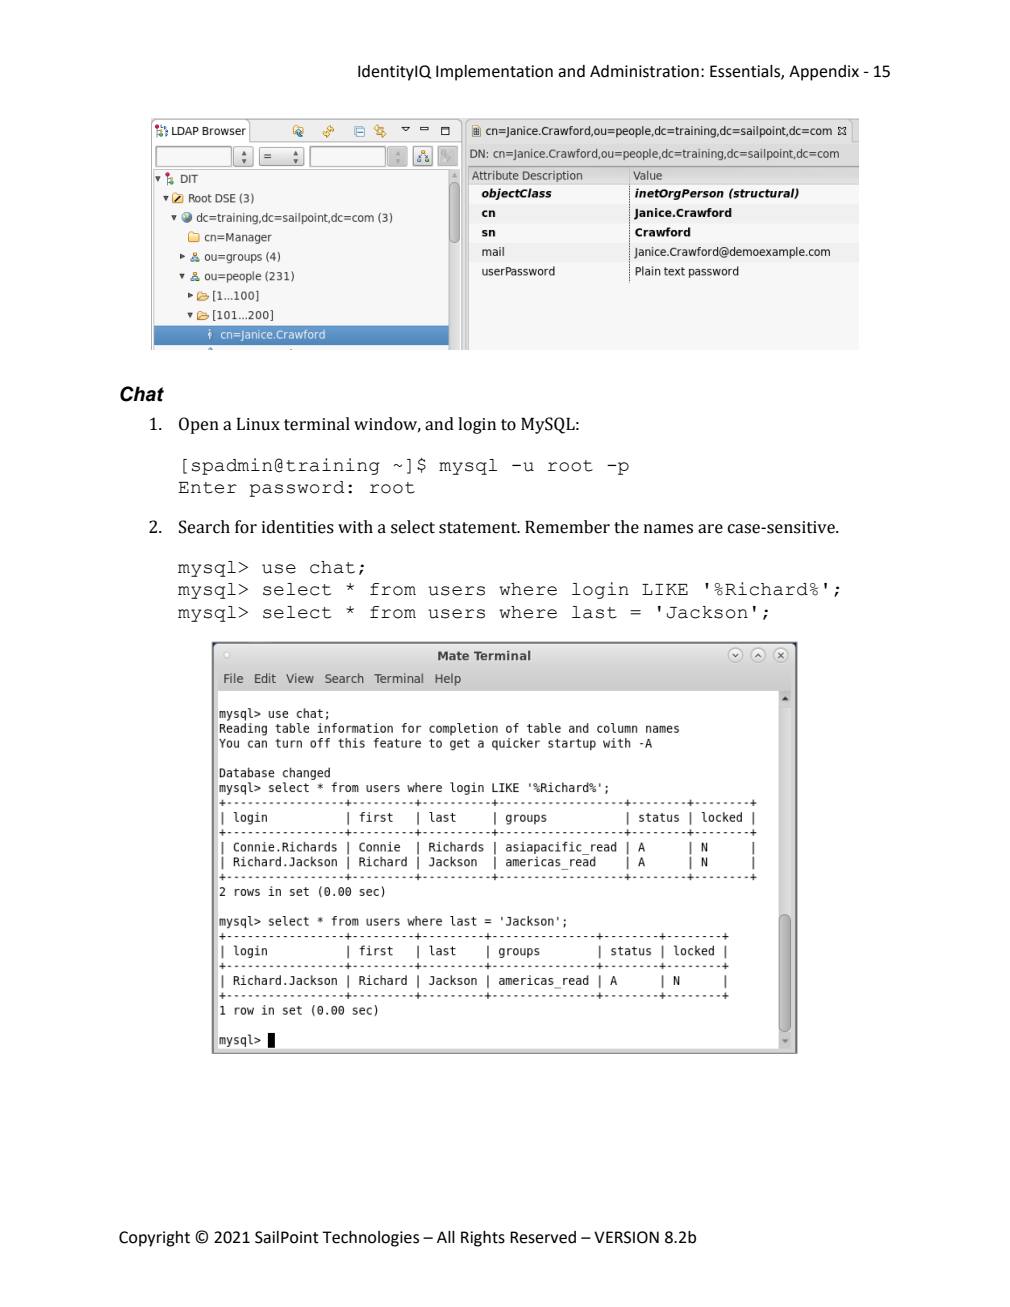 IdentityIQ Implementation and Administration: Essentials, Appendix - 15
LDAP Browser
=
DIT
Root DSE (3)
dc=training,dc=sailpoint,dc=com (3)
cn=Manager
ou=groups (4)
ou=people (231)
[1...100]
[101...200]
cn=Janice.Crawford
cn=Janice.Crawford,ou=people,dc=training,dc=sailpoint,dc=com
DN: cn=Janice.Crawford,ou=people,dc=training,dc=sailpoint,dc=com
Attribute Description Value
objectClass inetOrgPerson (structural)
cn Janice.Crawford
sn Crawford
mail Janice.Crawford@demoexample.com
userPassword Plain text password
Chat
1. Open a Linux terminal window, and login to MySQL:
[spadmin@training ~]$ mysql -u root -p
Enter password: root
2. Search for identities with a select statement. Remember the names are case-sensitive.
mysql> use chat;
mysql> select * from users where login LIKE '%Richard%';
mysql> select * from users where last = 'Jackson';
Mate Terminal
File Edit View Search Terminal Help
mysql> use chat;
Reading table information for completion of table and column names
You can turn off this feature to get a quicker startup with -A
Database changed
mysql> select * from users where login LIKE '%Richard%';
+-----------------+---------+----------+------------------+--------+--------+
| login | first | last | groups | status | locked |
+-----------------+---------+----------+------------------+--------+--------+
| Connie.Richards | Connie | Richards | asiapacific_read | A | N |
| Richard.Jackson | Richard | Jackson | americas_read | A | N |
+-----------------+---------+----------+------------------+--------+--------+
2 rows in set (0.00 sec)
mysql> select * from users where last = 'Jackson';
+-----------------+---------+---------+---------------+--------+--------+
| login | first | last | groups | status | locked |
+-----------------+---------+---------+---------------+--------+--------+
| Richard.Jackson | Richard | Jackson | americas_read | A | N |
+-----------------+---------+---------+---------------+--------+--------+
1 row in set (0.00 sec)
mysql>
Copyright © 2021 SailPoint Technologies – All Rights Reserved – VERSION 8.2b